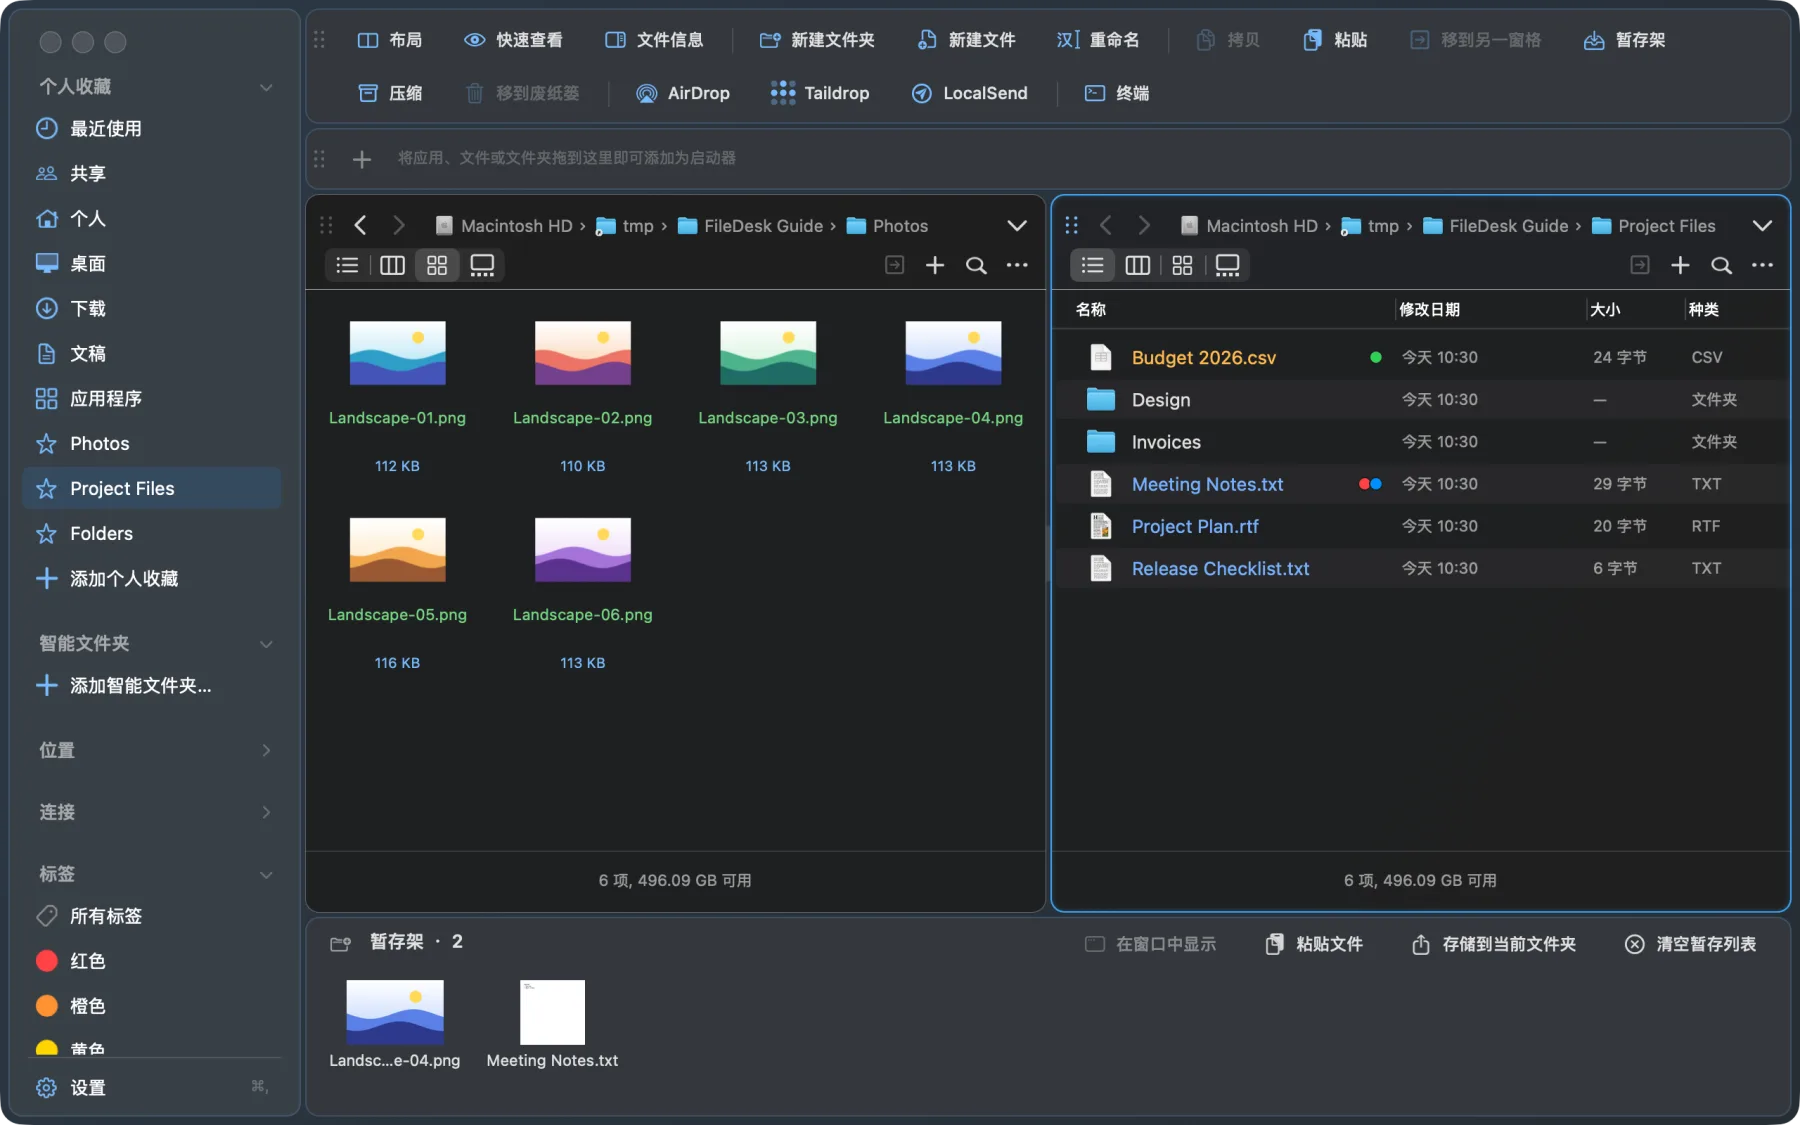 个人收藏
最近使用
共享
个人
桌面
下载
文稿
应用程序
Photos
Project Files
Folders
添加个人收藏
智能文件夹
添加智能文件夹...
位置
连接
标签
所有标签
红色
橙色
黄色
设置 ⌘,
布局 快速查看 文件信息 新建文件夹 新建文件 汉 重命名 拷贝 粘贴 移到另一窗格 暂存架
压缩 移到废纸篓 AirDrop Taildrop LocalSend 终端
将应用、文件或文件夹拖到这里即可添加为启动器
Macintosh HD › tmp › FileDesk Guide › Photos
Landscape-01.png Landscape-02.png Landscape-03.png Landscape-04.png
112 KB 110 KB 113 KB 113 KB
Landscape-05.png Landscape-06.png
116 KB 113 KB
6 项, 496.09 GB 可用
Macintosh HD › tmp › FileDesk Guide › Project Files
名称 修改日期 大小 种类
Budget 2026.csv 今天 10:30 24 字节 CSV
Design 今天 10:30 — 文件夹
Invoices 今天 10:30 — 文件夹
Meeting Notes.txt 今天 10:30 29 字节 TXT
Project Plan.rtf 今天 10:30 20 字节 RTF
Release Checklist.txt 今天 10:30 6 字节 TXT
6 项, 496.09 GB 可用
暂存架 · 2 在窗口中显示 粘贴文件 存储到当前文件夹 清空暂存列表
Landsc...e-04.png Meeting Notes.txt